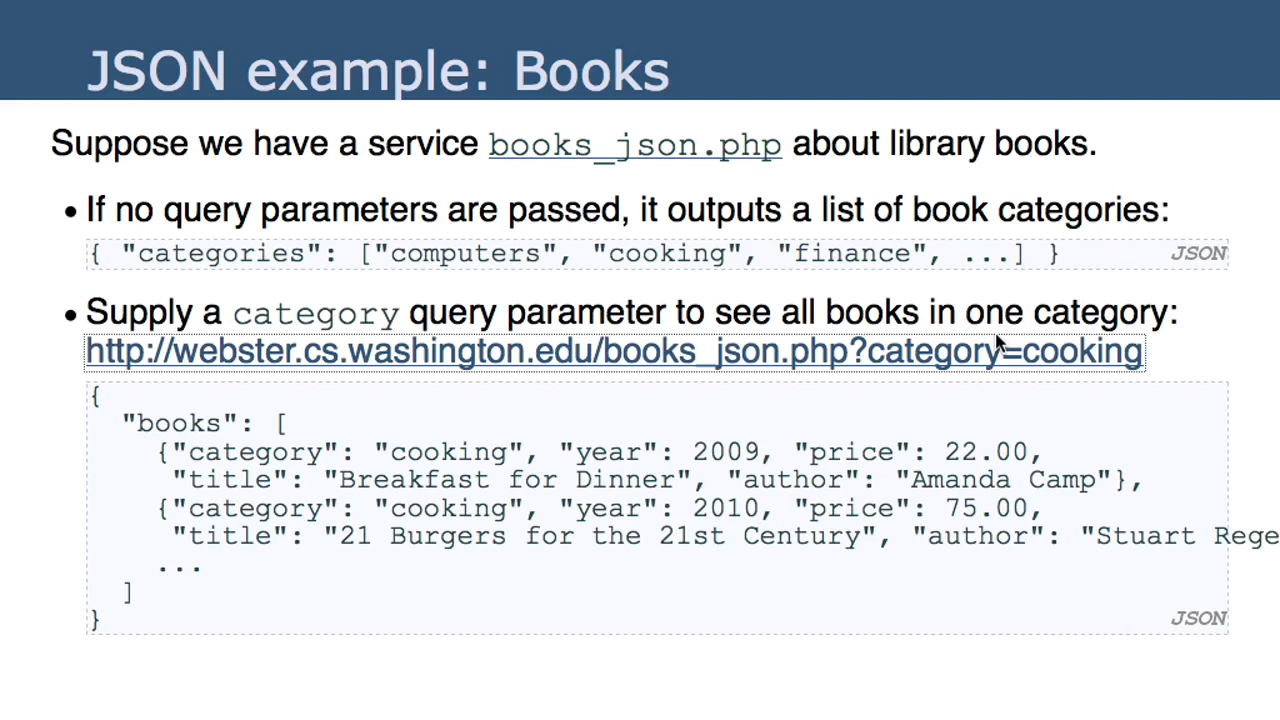 JSON example: Books
Suppose we have a service books_json.php about library books.
• If no query parameters are passed, it outputs a list of book categories:
{ "categories": ["computers", "cooking", "finance", ...] }
JSON
• Supply a category query parameter to see all books in one category:
http://webster.cs.washington.edu/books_json.php?category=cooking
{
"books": [
{"category": "cooking", "year": 2009, "price": 22.00,
"title": "Breakfast for Dinner", "author": "Amanda Camp"},
{"category": "cooking", "year": 2010, "price": 75.00,
"title": "21 Burgers for the 21st Century", "author": "Stuart Rege
...
]
}
JSON